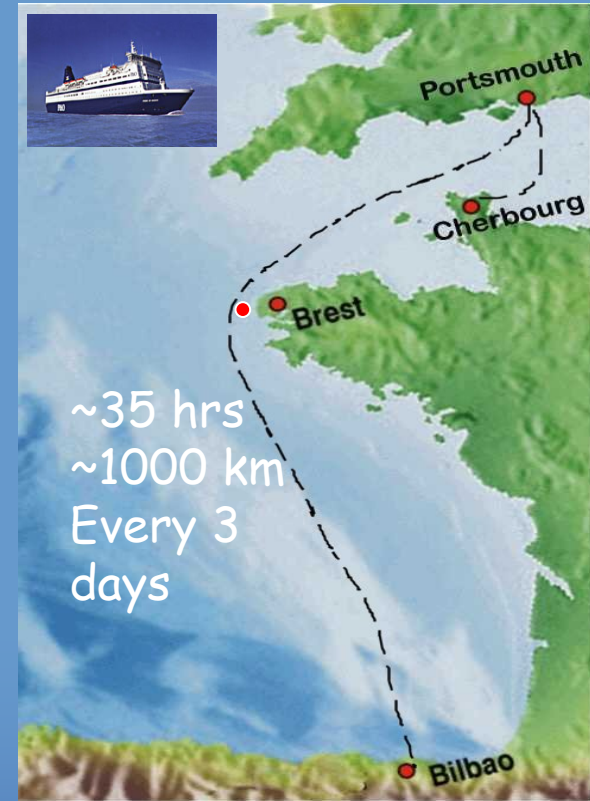 Portsmouth
Cherbourg
Brest
~35 hrs
~1000 km
Every 3
days
Bilbao